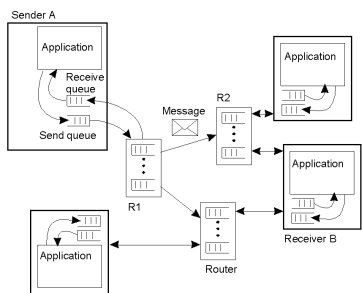 Sender A
Application
Receive
queue
Send queue
Message
R1
R2
Application
Application
Receiver B
Application
Router